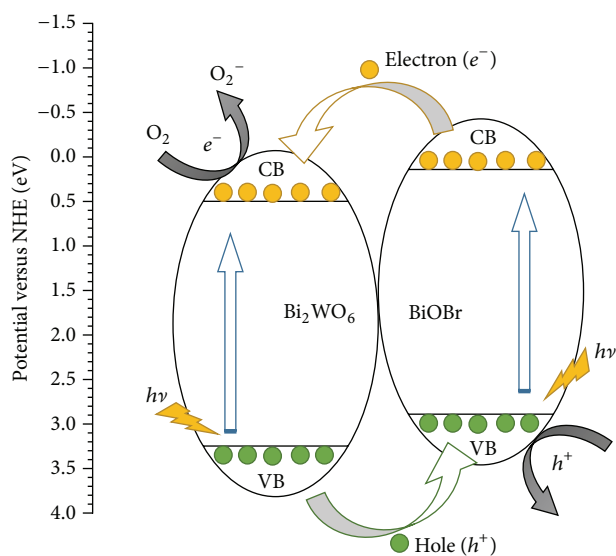 Potential versus NHE (eV)
−1.5
−1.0
−0.5
0.0
0.5
1.0
1.5
2.0
2.5
3.0
3.5
4.0
Electron (e⁻)
O₂⁻
O₂
e⁻
CB
CB
Bi₂WO₆
BiOBr
hν
hν
VB
VB
h⁺
Hole (h⁺)